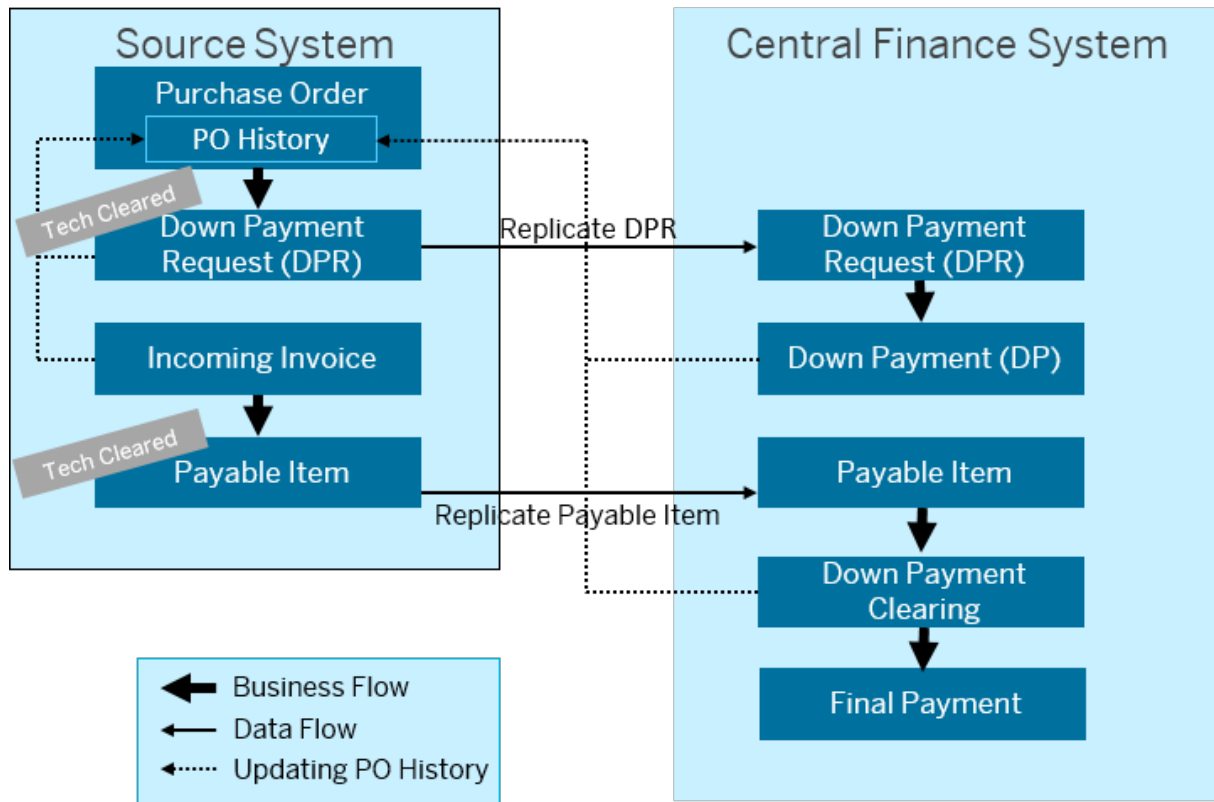 Source System
Central Finance System
Purchase Order
PO History
Tech Cleared
Down Payment
Request (DPR)
Replicate DPR
Down Payment
Request (DPR)
Incoming Invoice
Down Payment (DP)
Tech Cleared
Payable Item
Replicate Payable Item
Payable Item
Down Payment
Clearing
Final Payment
Business Flow
Data Flow
Updating PO History